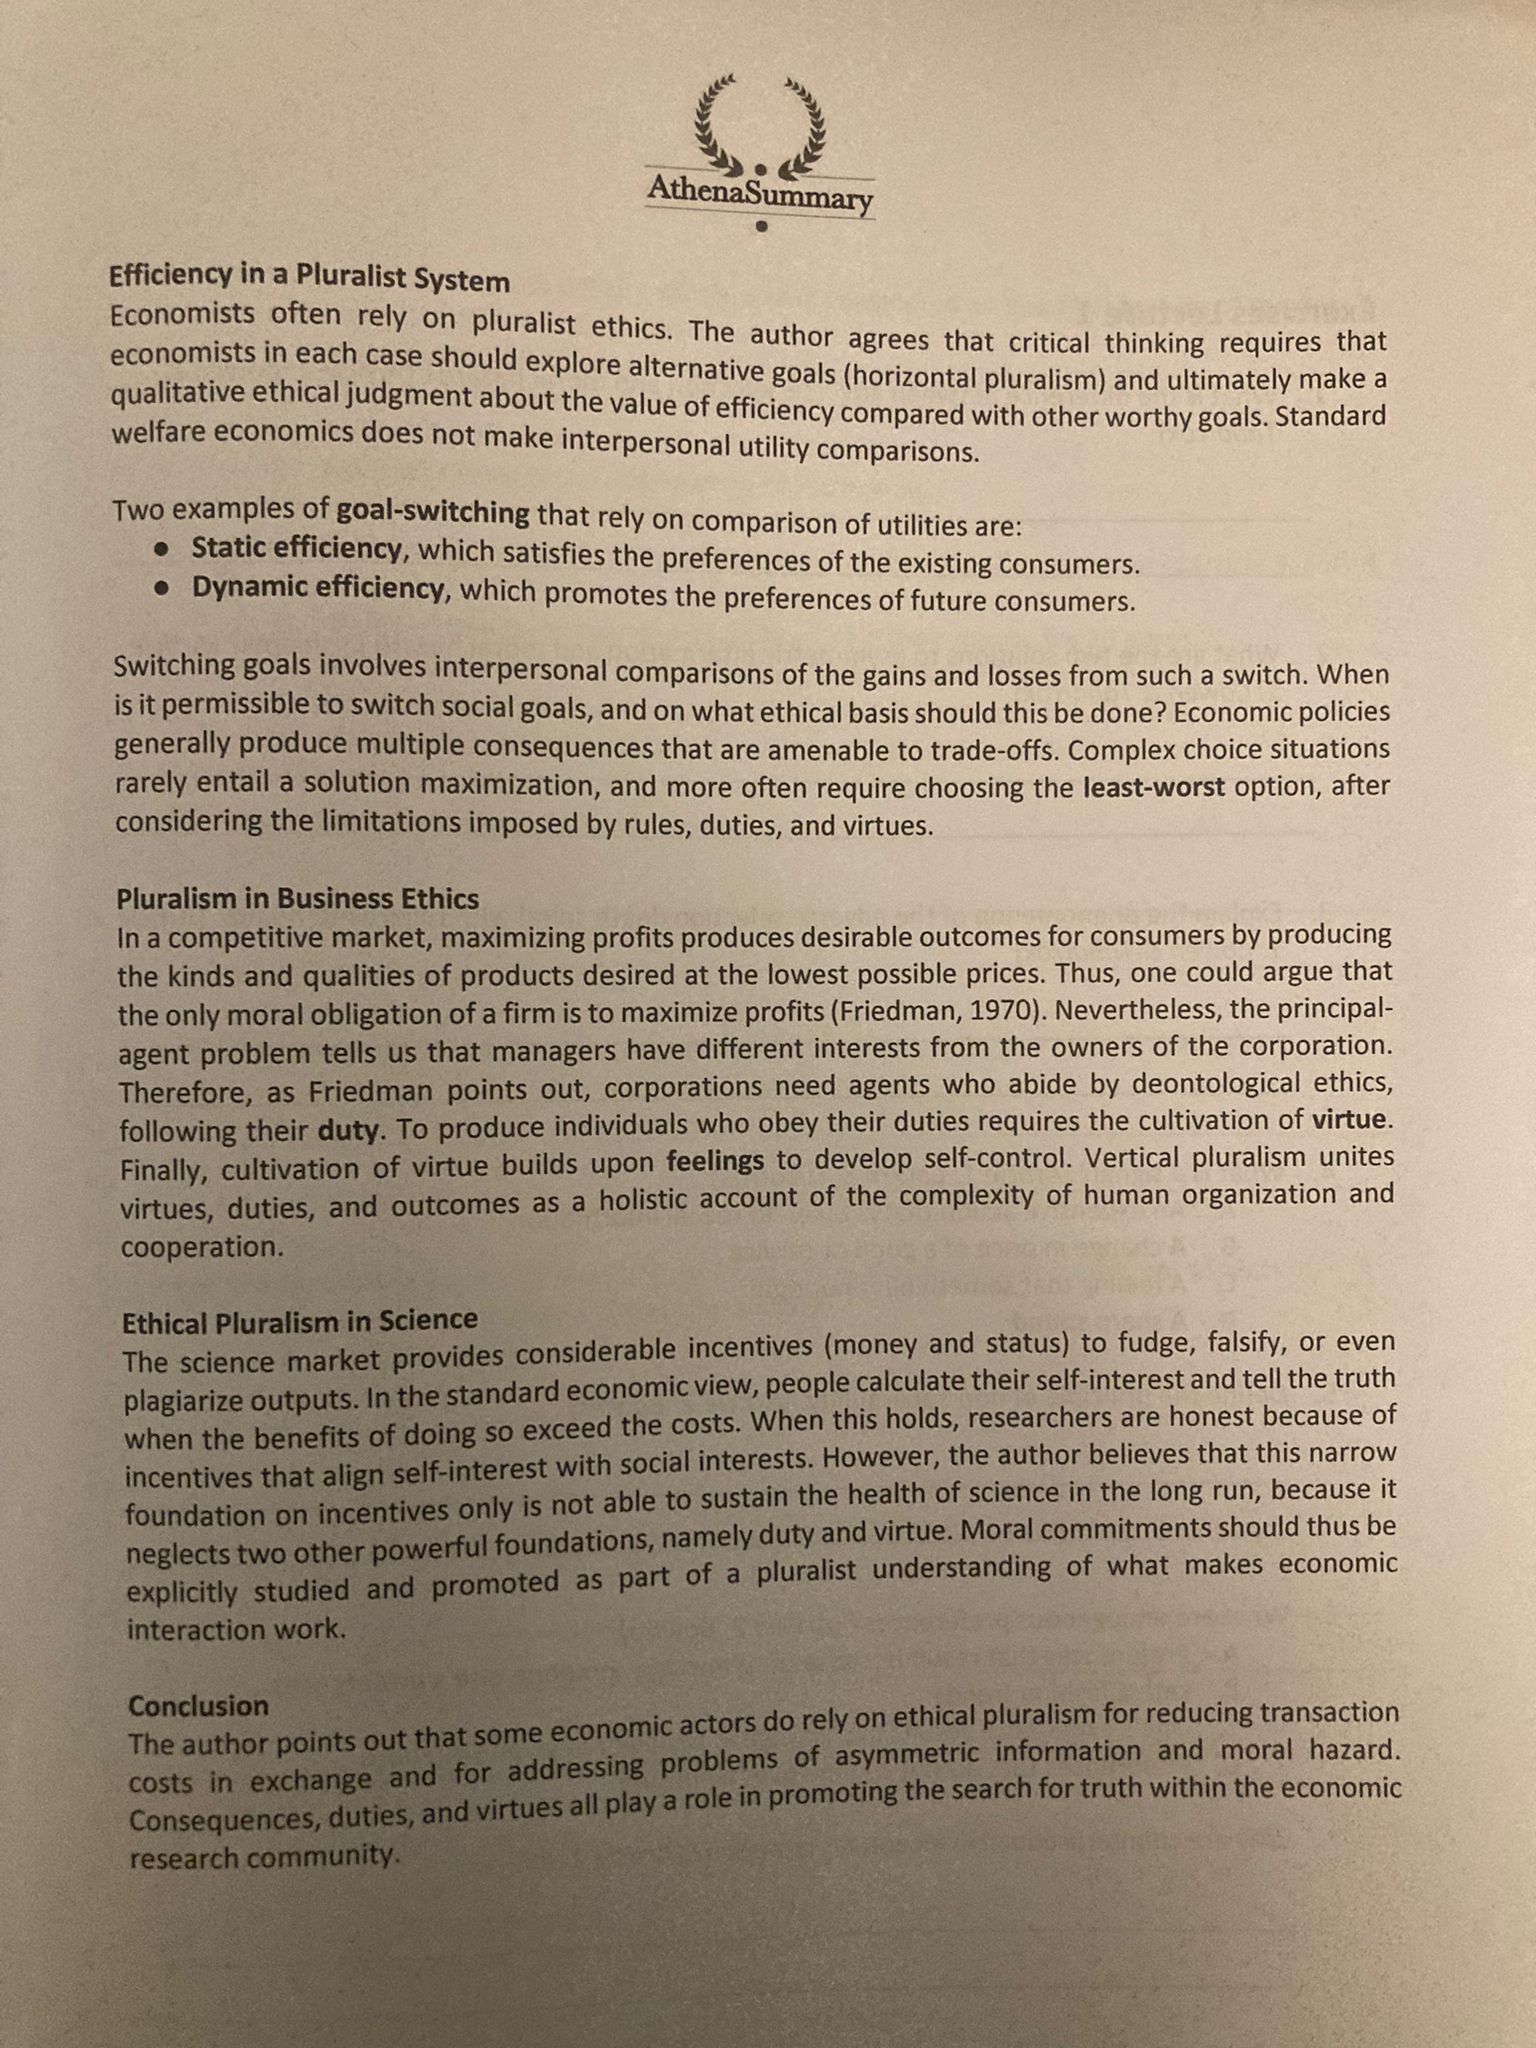 AthenaSummary
Efficiency in a Pluralist System
Economists often rely on pluralist ethics. The author agrees that critical thinking requires that
economists in each case should explore alternative goals (horizontal pluralism) and ultimately make a
qualitative ethical judgment about the value of efficiency compared with other worthy goals. Standard
welfare economics does not make interpersonal utility comparisons.
Two examples of goal-switching that rely on comparison of utilities are:
● Static efficiency, which satisfies the preferences of the existing consumers.
● Dynamic efficiency, which promotes the preferences of future consumers.
Switching goals involves interpersonal comparisons of the gains and losses from such a switch. When
is it permissible to switch social goals, and on what ethical basis should this be done? Economic policies
generally produce multiple consequences that are amenable to trade-offs. Complex choice situations
rarely entail a solution maximization, and more often require choosing the least-worst option, after
considering the limitations imposed by rules, duties, and virtues.
Pluralism in Business Ethics
In a competitive market, maximizing profits produces desirable outcomes for consumers by producing
the kinds and qualities of products desired at the lowest possible prices. Thus, one could argue that
the only moral obligation of a firm is to maximize profits (Friedman, 1970). Nevertheless, the principal-
agent problem tells us that managers have different interests from the owners of the corporation.
Therefore, as Friedman points out, corporations need agents who abide by deontological ethics,
following their duty. To produce individuals who obey their duties requires the cultivation of virtue.
Finally, cultivation of virtue builds upon feelings to develop self-control. Vertical pluralism unites
virtues, duties, and outcomes as a holistic account of the complexity of human organization and
cooperation.
Ethical Pluralism in Science
The science market provides considerable incentives (money and status) to fudge, falsify, or even
plagiarize outputs. In the standard economic view, people calculate their self-interest and tell the truth
when the benefits of doing so exceed the costs. When this holds, researchers are honest because of
incentives that align self-interest with social interests. However, the author believes that this narrow
foundation on incentives only is not able to sustain the health of science in the long run, because it
neglects two other powerful foundations, namely duty and virtue. Moral commitments should thus be
explicitly studied and promoted as part of a pluralist understanding of what makes economic
interaction work.
Conclusion
The author points out that some economic actors do rely on ethical pluralism for reducing transaction
costs in exchange and for addressing problems of asymmetric information and moral hazard.
Consequences, duties, and virtues all play a role in promoting the search for truth within the economic
research community.